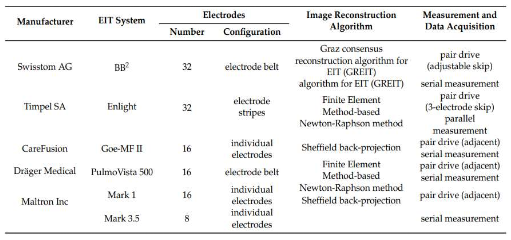 Manufacturer EIT System Electrodes Image Reconstruction Algorithm Measurement and Data Acquisition
Number Configuration
Swisstom AG BB2 32 electrode belt Graz consensus
reconstruction algorithm for
EIT (GREIT)
algorithm for EIT (GREIT)
pair drive
(adjustable skip)
serial measurement
Timpel SA Enlight 32 electrode
stripes
Finite Element
Method-based
Newton-Raphson method
pair drive
(3-electrode skip)
parallel
measurement
CareFusion Goe-MF II 16 individual
electrodes
Sheffield back-projection
pair drive (adjacent)
serial measurement
Dräger Medical PulmoVista 500 16 electrode belt
Finite Element
Method-based
Newton-Raphson method
pair drive (adjacent)
serial measurement
Maltron Inc Mark 1 16 individual
electrodes
Sheffield back-projection
pair drive (adjacent)
Mark 3.5 8 individual
electrodes
serial measurement